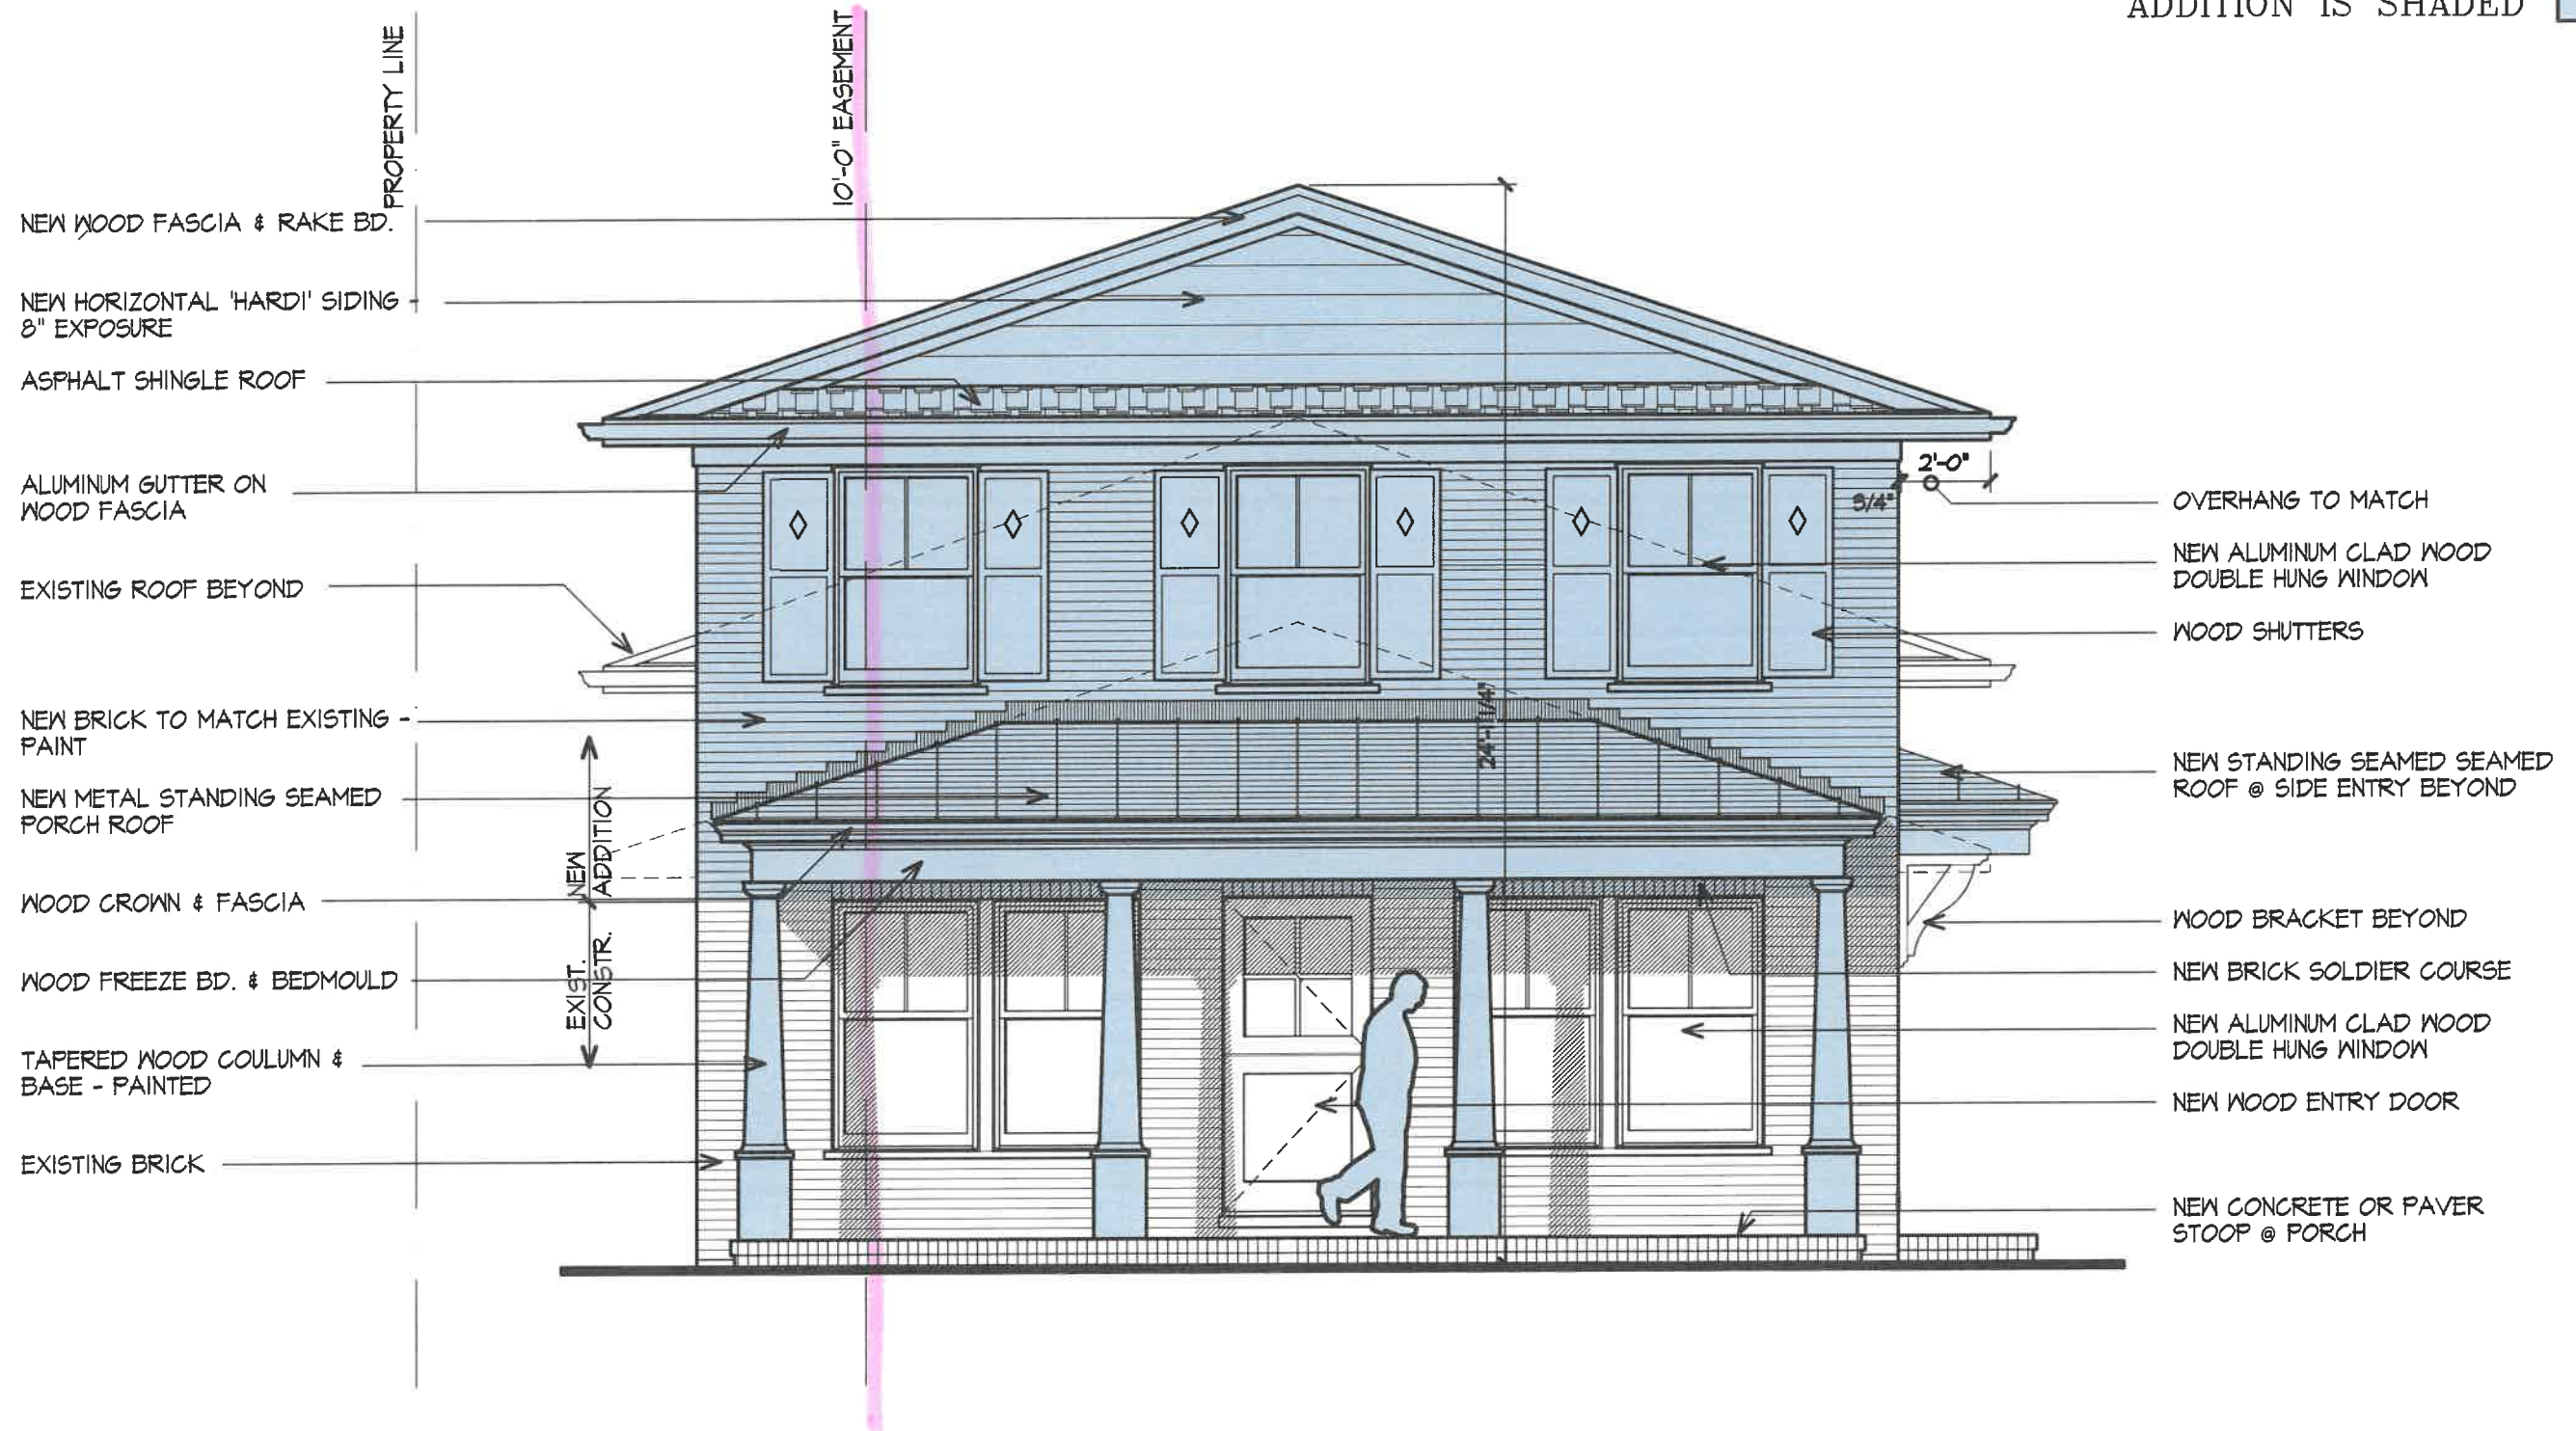 ADDITION IS SHADED
PROPERTY LINE
10'-0" EASEMENT
NEW WOOD FASCIA & RAKE BD.
NEW HORIZONTAL 'HARDI' SIDING -
8" EXPOSURE
ASPHALT SHINGLE ROOF
ALUMINUM GUTTER ON
WOOD FASCIA
EXISTING ROOF BEYOND
NEW BRICK TO MATCH EXISTING -
PAINT
NEW METAL STANDING SEAMED
PORCH ROOF
WOOD CROWN & FASCIA
WOOD FREEZE BD. & BEDMOULD
TAPERED WOOD COULUMN &
BASE - PAINTED
EXISTING BRICK
NEW
ADDITION
EXIST.
CONSTR.
2'-0"
3/4"
OVERHANG TO MATCH
NEW ALUMINUM CLAD WOOD
DOUBLE HUNG WINDOW
WOOD SHUTTERS
NEW STANDING SEAMED SEAMED
ROOF @ SIDE ENTRY BEYOND
WOOD BRACKET BEYOND
NEW BRICK SOLDIER COURSE
NEW ALUMINUM CLAD WOOD
DOUBLE HUNG WINDOW
NEW WOOD ENTRY DOOR
NEW CONCRETE OR PAVER
STOOP @ PORCH